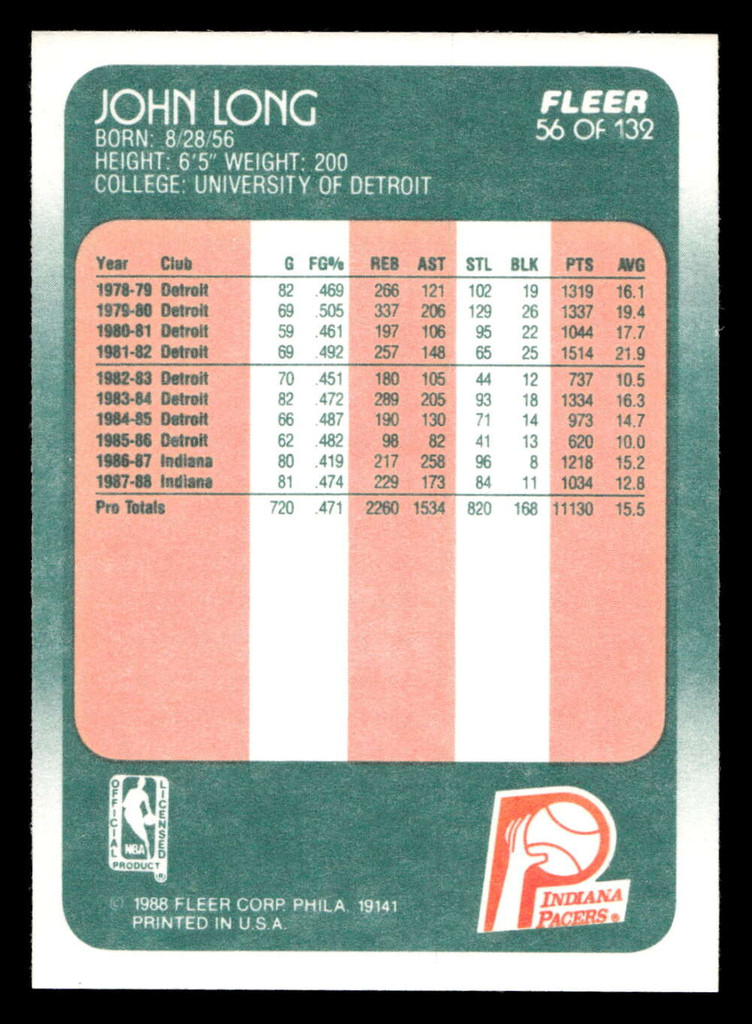 JOHN LONG
BORN: 8/28/56
HEIGHT: 6'5" WEIGHT: 200
COLLEGE: UNIVERSITY OF DETROIT
FLEER
56 OF 132
Year Club G FG% REB AST STL BLK PTS AVG
1978-79 Detroit 82 .469 266 121 102 19 1319 16.1
1979-80 Detroit 69 .505 337 206 129 26 1337 19.4
1980-81 Detroit 59 .461 197 106 95 22 1044 17.7
1981-82 Detroit 69 .492 257 148 65 25 1514 21.9
1982-83 Detroit 70 .451 180 105 44 12 737 10.5
1983-84 Detroit 82 .472 289 205 93 18 1334 16.3
1984-85 Detroit 66 .487 190 130 71 14 973 14.7
1985-86 Detroit 62 .482 98 82 41 13 620 10.0
1986-87 Indiana 80 .419 217 258 96 8 1218 15.2
1987-88 Indiana 81 .474 229 173 84 11 1034 12.8
Pro Totals 720 .471 2260 1534 820 168 11130 15.5
OFFICIAL
LICENSED
NBA
PRODUCT
®
© 1988 FLEER CORP. PHILA. 19141
PRINTED IN U.S.A.
INDIANA
PACERS ®